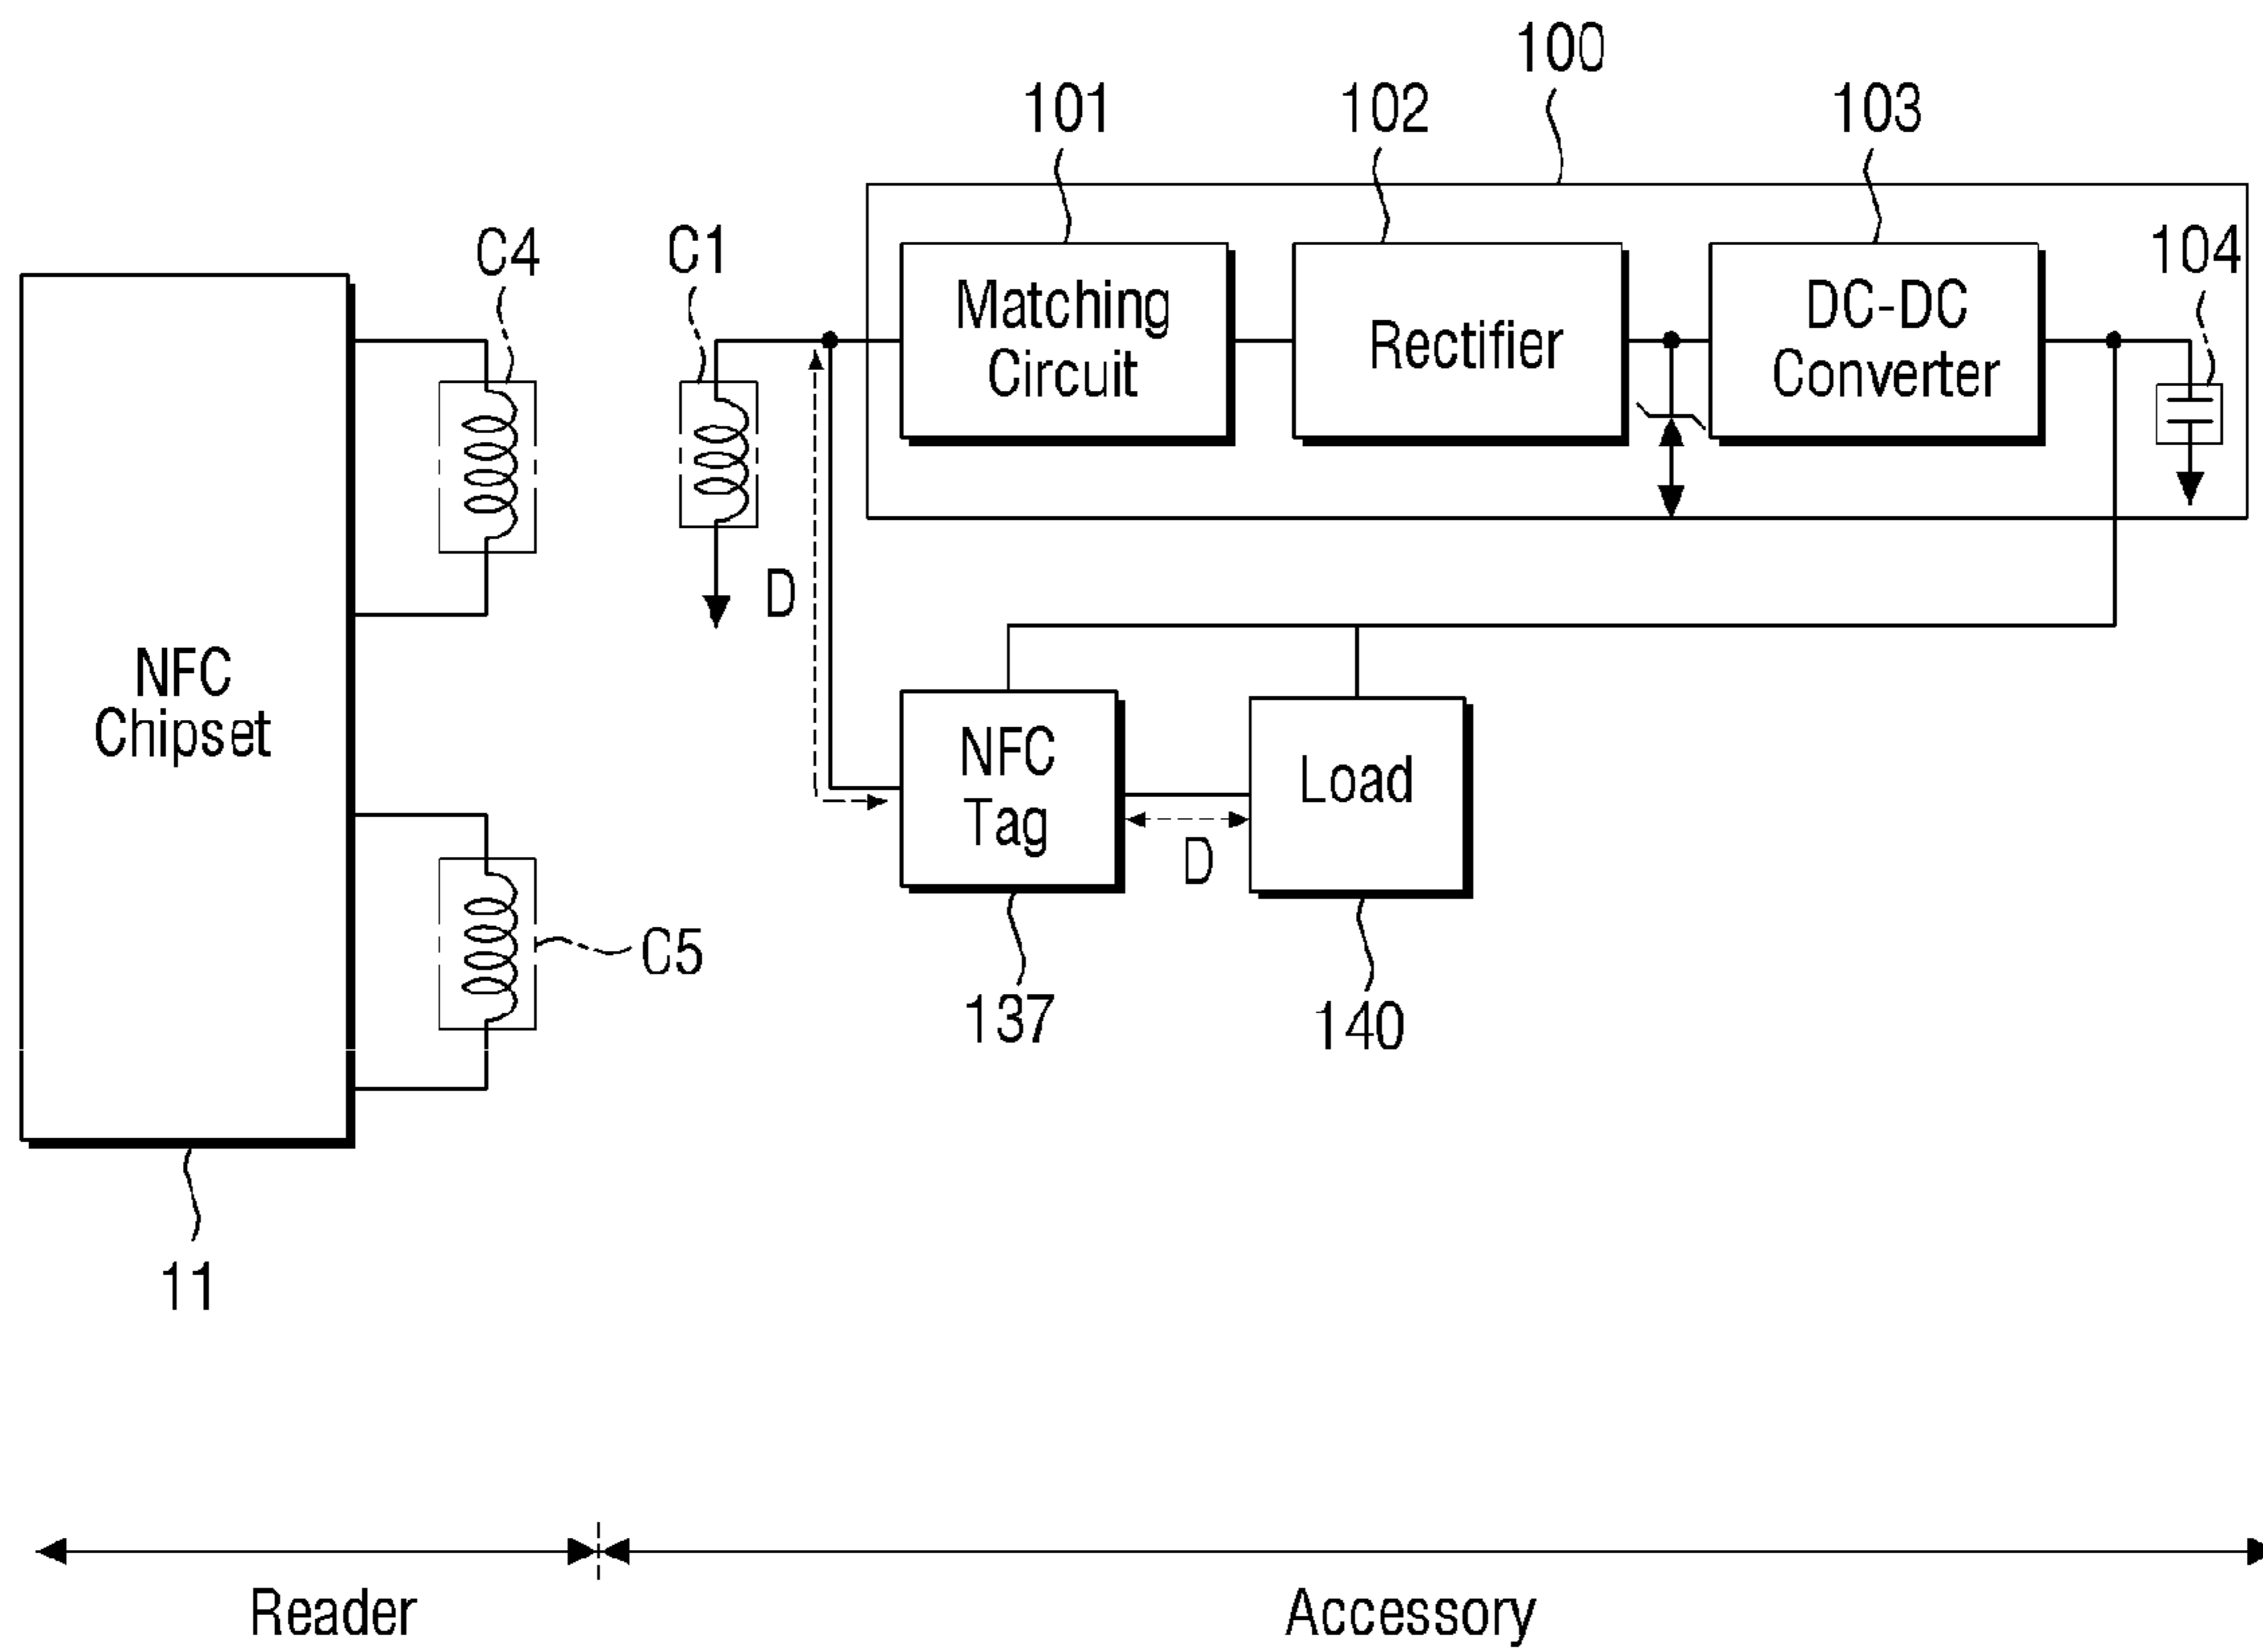 100
101
102
103
104
C4
C1
Matching
Circuit
Rectifier
DC-DC
Converter
D
NFC
Chipset
NFC
Tag
Load
D
C5
137
140
11
Reader
Accessory